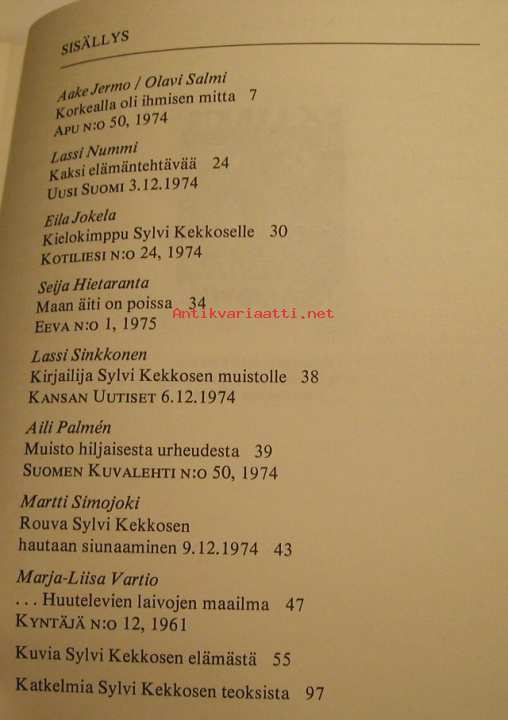 SISÄLLYS
Aake Jermo / Olavi Salmi
Korkealla oli ihmisen mitta 7
APU N:O 50, 1974
Lassi Nummi
Kaksi elämäntehtävää 24
UUSI SUOMI 3.12.1974
Eila Jokela
Kielokimppu Sylvi Kekkoselle 30
KOTILIESI N:O 24, 1974
Seija Hietaranta
Maan äiti on poissa 34
EEVA N:O 1, 1975
Antikvariaatti.net
Lassi Sinkkonen
Kirjailija Sylvi Kekkosen muistolle 38
KANSAN UUTISET 6.12.1974
Aili Palmén
Muisto hiljaisesta urheudesta 39
SUOMEN KUVALEHTI N:O 50, 1974
Martti Simojoki
Rouva Sylvi Kekkosen
hautaan siunaaminen 9.12.1974 43
Marja-Liisa Vartio
... Huutelevien laivojen maailma 47
KYNTÄJÄ N:O 12, 1961
Kuvia Sylvi Kekkosen elämästä 55
Katkelmia Sylvi Kekkosen teoksista 97